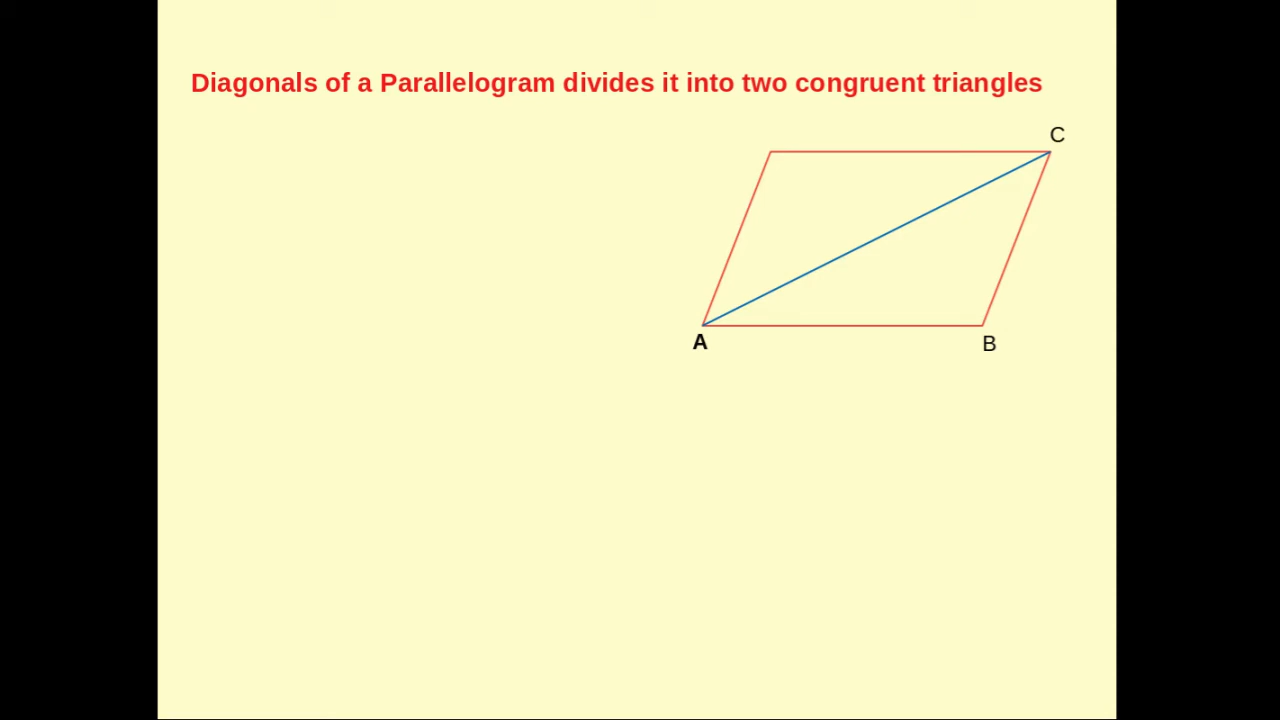 Diagonals of a Parallelogram divides it into two congruent triangles
C
A
B